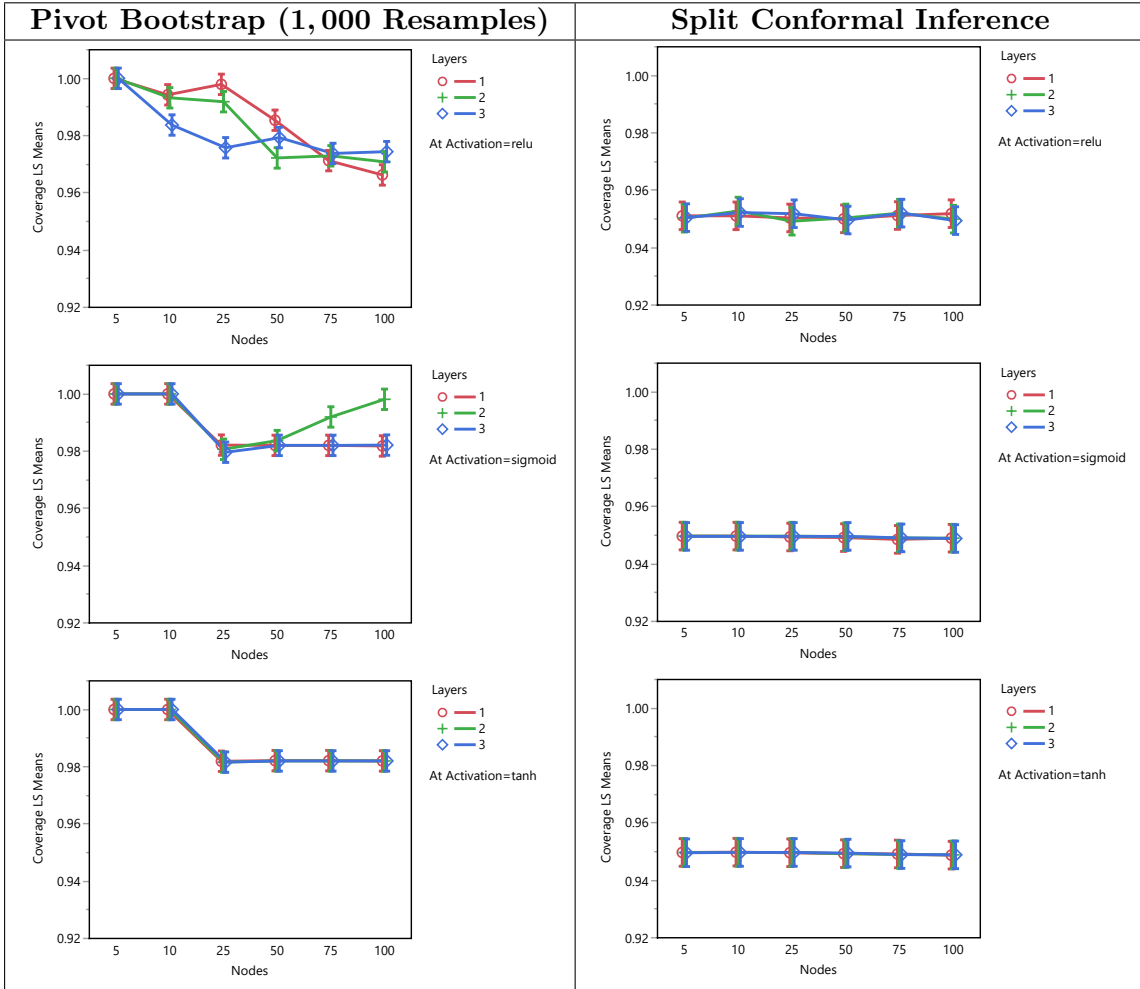 Pivot Bootstrap (1, 000 Resamples)
Split Conformal Inference
Coverage LS Means
1.00
0.98
0.96
0.94
0.92
5 10 25 50 75 100
Nodes
Layers
1
2
3
At Activation=relu
Coverage LS Means
1.00
0.98
0.96
0.94
0.92
5 10 25 50 75 100
Nodes
Layers
1
2
3
At Activation=relu
Coverage LS Means
1.00
0.98
0.96
0.94
0.92
5 10 25 50 75 100
Nodes
Layers
1
2
3
At Activation=sigmoid
Coverage LS Means
1.00
0.98
0.96
0.94
0.92
5 10 25 50 75 100
Nodes
Layers
1
2
3
At Activation=sigmoid
Coverage LS Means
1.00
0.98
0.96
0.94
0.92
5 10 25 50 75 100
Nodes
Layers
1
2
3
At Activation=tanh
Coverage LS Means
1.00
0.98
0.96
0.94
0.92
5 10 25 50 75 100
Nodes
Layers
1
2
3
At Activation=tanh